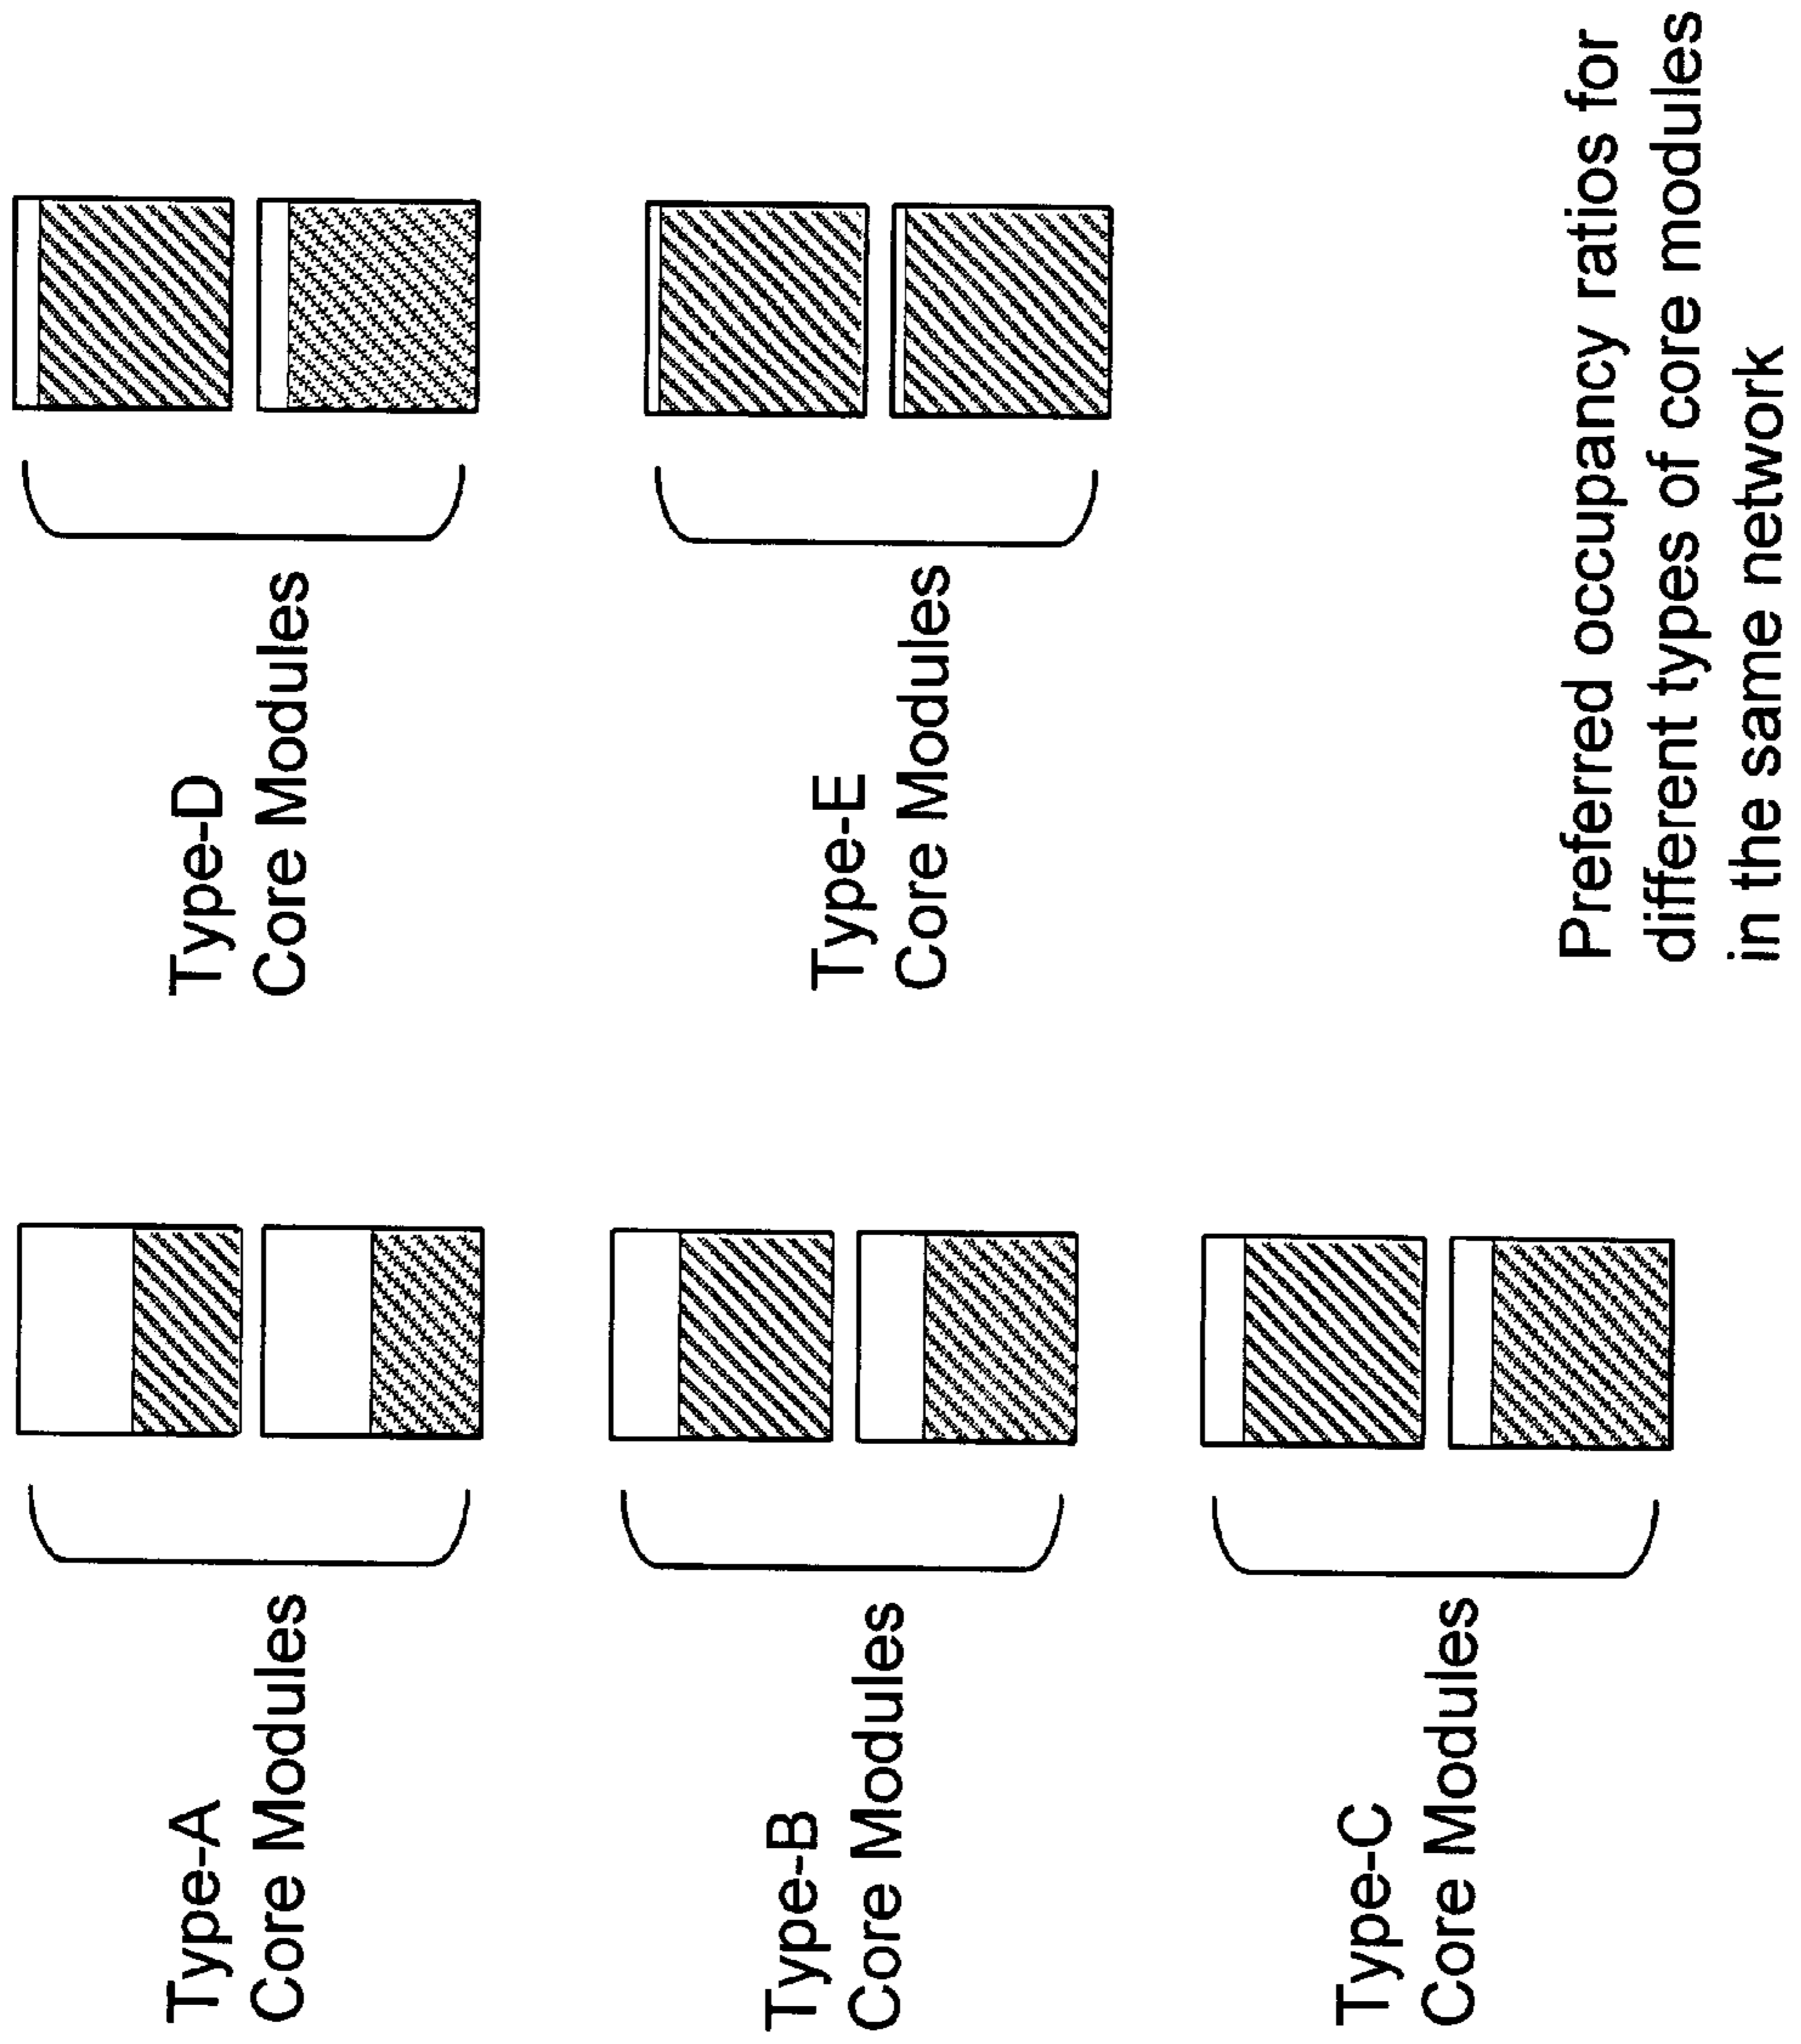 Type-A
Core Modules
Type-B
Core Modules
Type-C
Core Modules
Type-D
Core Modules
Type-E
Core Modules
Preferred occupancy ratios for
different types of core modules
in the same network